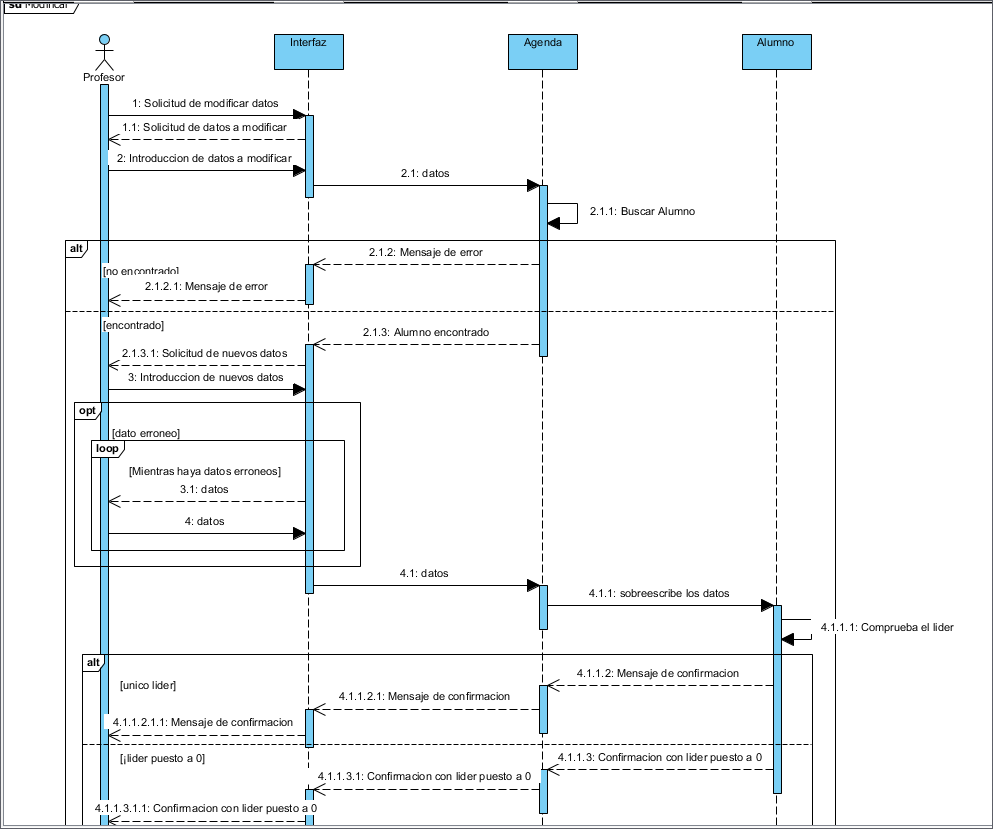 sd Modificar
Profesor
Interfaz
Agenda
Alumno
1: Solicitud de modificar datos
1.1: Solicitud de datos a modificar
2: Introduccion de datos a modificar
2.1: datos
2.1.1: Buscar Alumno
alt
2.1.2: Mensaje de error
[no encontrado]
2.1.2.1: Mensaje de error
[encontrado]
2.1.3: Alumno encontrado
2.1.3.1: Solicitud de nuevos datos
3: Introduccion de nuevos datos
opt
[dato erroneo]
loop
[Mientras haya datos erroneos]
3.1: datos
4: datos
4.1: datos
4.1.1: sobreescribe los datos
4.1.1.1: Comprueba el lider
alt
4.1.1.2: Mensaje de confirmacion
[unico lider]
4.1.1.2.1: Mensaje de confirmacion
4.1.1.2.1.1: Mensaje de confirmacion
[¡lider puesto a 0]
4.1.1.3: Confirmacion con lider puesto a 0
4.1.1.3.1: Confirmacion con lider puesto a 0
4.1.1.3.1.1: Confirmacion con lider puesto a 0